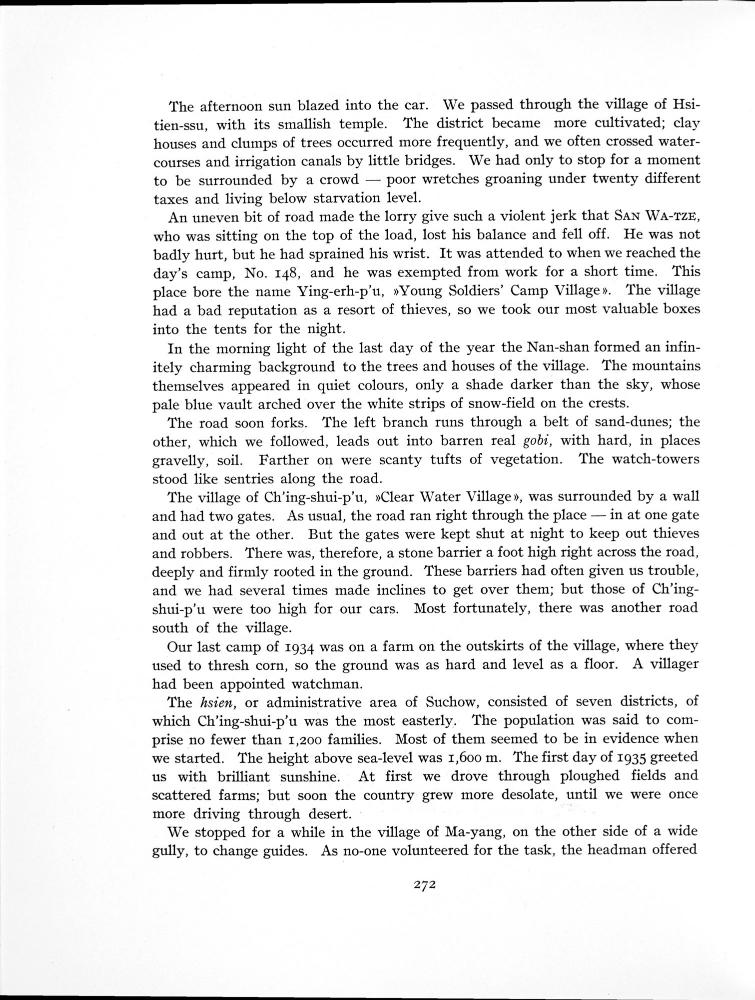 The afternoon sun blazed into the car. We passed through the village of Hsi-
tien-ssu, with its smallish temple. The district became more cultivated; clay
houses and clumps of trees occurred more frequently, and we often crossed water-
courses and irrigation canals by little bridges. We had only to stop for a moment
to be surrounded by a crowd — poor wretches groaning under twenty different
taxes and living below starvation level.
An uneven bit of road made the lorry give such a violent jerk that SAN WA-TZE,
who was sitting on the top of the load, lost his balance and fell off. He was not
badly hurt, but he had sprained his wrist. It was attended to when we reached the
day's camp, No. 148, and he was exempted from work for a short time. This
place bore the name Ying-erh-p'u, »Young Soldiers' Camp Village». The village
had a bad reputation as a resort of thieves, so we took our most valuable boxes
into the tents for the night.
In the morning light of the last day of the year the Nan-shan formed an infin-
itely charming background to the trees and houses of the village. The mountains
themselves appeared in quiet colours, only a shade darker than the sky, whose
pale blue vault arched over the white strips of snow-field on the crests.
The road soon forks. The left branch runs through a belt of sand-dunes; the
other, which we followed, leads out into barren real gobi, with hard, in places
gravelly, soil. Farther on were scanty tufts of vegetation. The watch-towers
stood like sentries along the road.
The village of Ch'ing-shui-p'u, »Clear Water Village», was surrounded by a wall
and had two gates. As usual, the road ran right through the place — in at one gate
and out at the other. But the gates were kept shut at night to keep out thieves
and robbers. There was, therefore, a stone barrier a foot high right across the road,
deeply and firmly rooted in the ground. These barriers had often given us trouble,
and we had several times made inclines to get over them; but those of Ch'ing-
shui-p'u were too high for our cars. Most fortunately, there was another road
south of the village.
Our last camp of 1934 was on a farm on the outskirts of the village, where they
used to thresh corn, so the ground was as hard and level as a floor. A villager
had been appointed watchman.
The hsien, or administrative area of Suchow, consisted of seven districts, of
which Ch'ing-shui-p'u was the most easterly. The population was said to com-
prise no fewer than 1,200 families. Most of them seemed to be in evidence when
we started. The height above sea-level was 1,600 m. The first day of 1935 greeted
us with brilliant sunshine. At first we drove through ploughed fields and
scattered farms; but soon the country grew more desolate, until we were once
more driving through desert.
We stopped for a while in the village of Ma-yang, on the other side of a wide
gully, to change guides. As no-one volunteered for the task, the headman offered
272